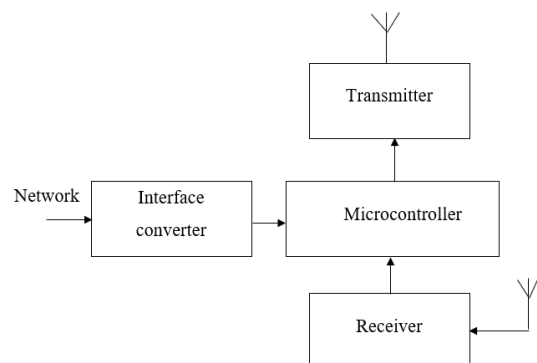 Transmitter
Network
Interface
converter
Microcontroller
Receiver